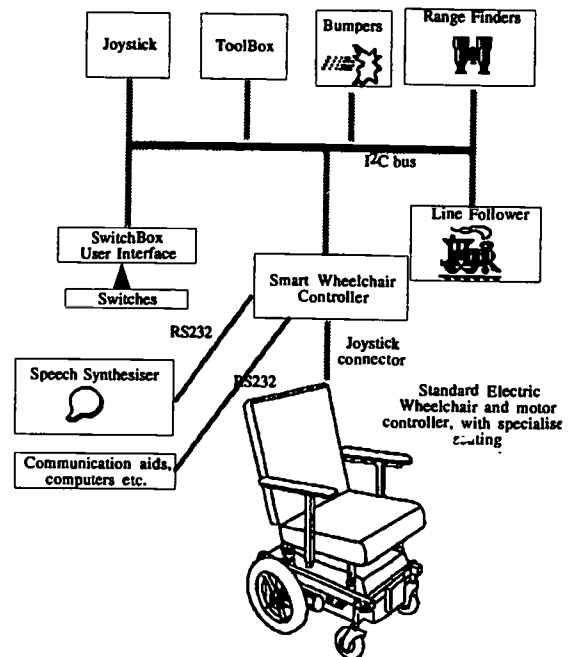 Joystick
ToolBox
Bumpers
Range Finders
I2C bus
SwitchBox
User Interface
Switches
Line Follower
Smart Wheelchair
Controller
RS232
Joystick
connector
Speech Synthesiser
RS232
Standard Electric
Wheelchair and motor
controller, with specialise
Communication aids,
computers etc.